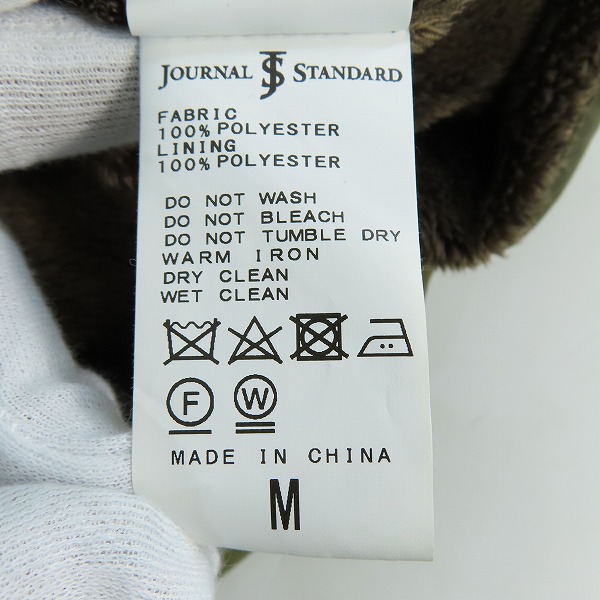 JOURNAL JS STANDARD
FABRIC
100% POLYESTER
LINING
100% POLYESTER
DO NOT WASH
DO NOT BLEACH
DO NOT TUMBLE DRY
WARM IRON
DRY CLEAN
WET CLEAN
F W
MADE IN CHINA
M